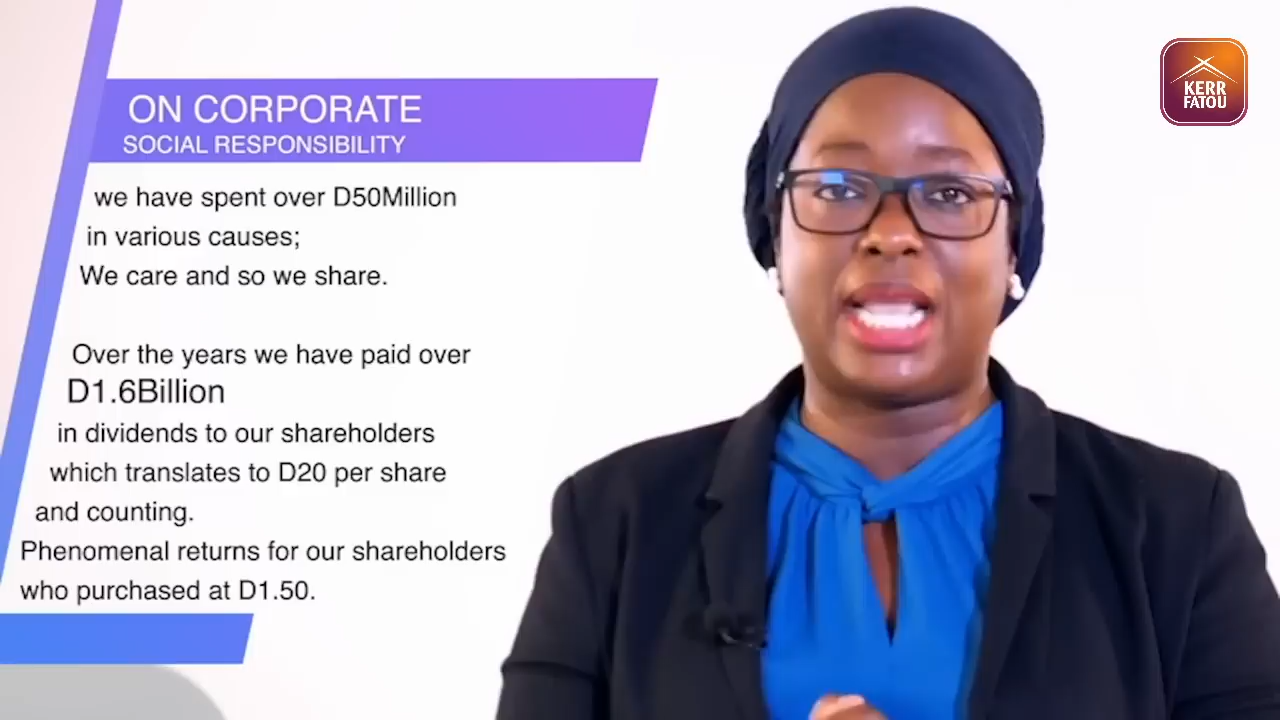 ON CORPORATE
SOCIAL RESPONSIBILITY
we have spent over D50Million
in various causes;
We care and so we share.
Over the years we have paid over
D1.6Billion
in dividends to our shareholders
which translates to D20 per share
and counting.
Phenomenal returns for our shareholders
who purchased at D1.50.
KERR
FATOU